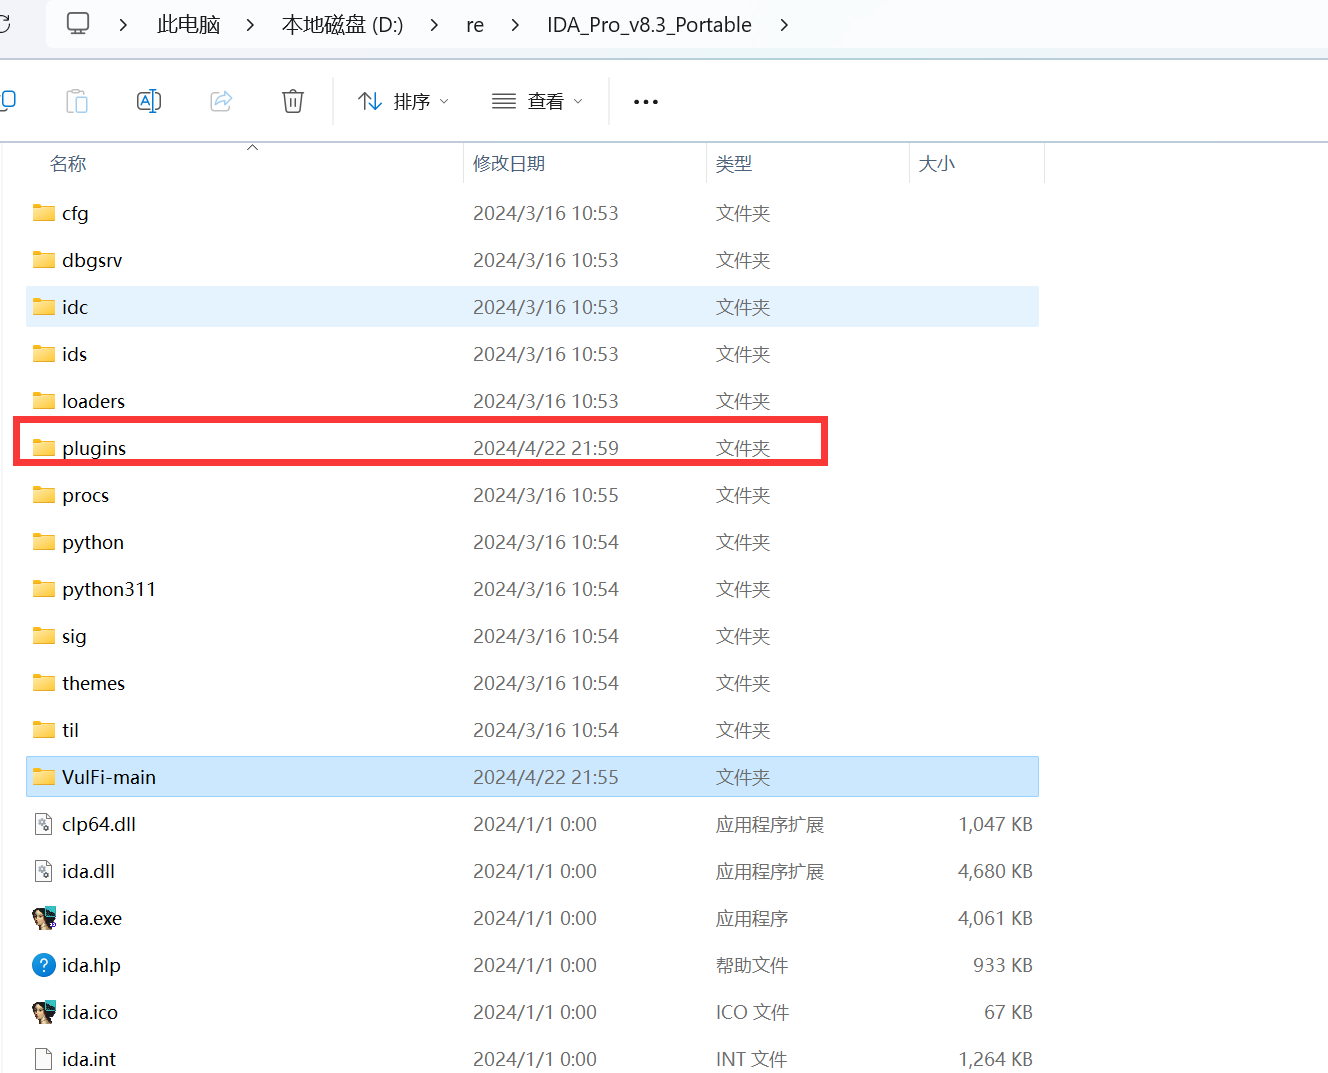 此电脑 本地磁盘 (D:) re IDA_Pro_v8.3_Portable
排序 查看
名称 修改日期 类型 大小
cfg 2024/3/16 10:53 文件夹
dbgsrv 2024/3/16 10:53 文件夹
idc 2024/3/16 10:53 文件夹
ids 2024/3/16 10:53 文件夹
loaders 2024/3/16 10:53 文件夹
plugins 2024/4/22 21:59 文件夹
procs 2024/3/16 10:55 文件夹
python 2024/3/16 10:54 文件夹
python311 2024/3/16 10:54 文件夹
sig 2024/3/16 10:54 文件夹
themes 2024/3/16 10:54 文件夹
til 2024/3/16 10:54 文件夹
VulFi-main 2024/4/22 21:55 文件夹
clp64.dll 2024/1/1 0:00 应用程序扩展 1,047 KB
ida.dll 2024/1/1 0:00 应用程序扩展 4,680 KB
ida.exe 2024/1/1 0:00 应用程序 4,061 KB
ida.hlp 2024/1/1 0:00 帮助文件 933 KB
ida.ico 2024/1/1 0:00 ICO 文件 67 KB
ida.int 2024/1/1 0:00 INT 文件 1,264 KB